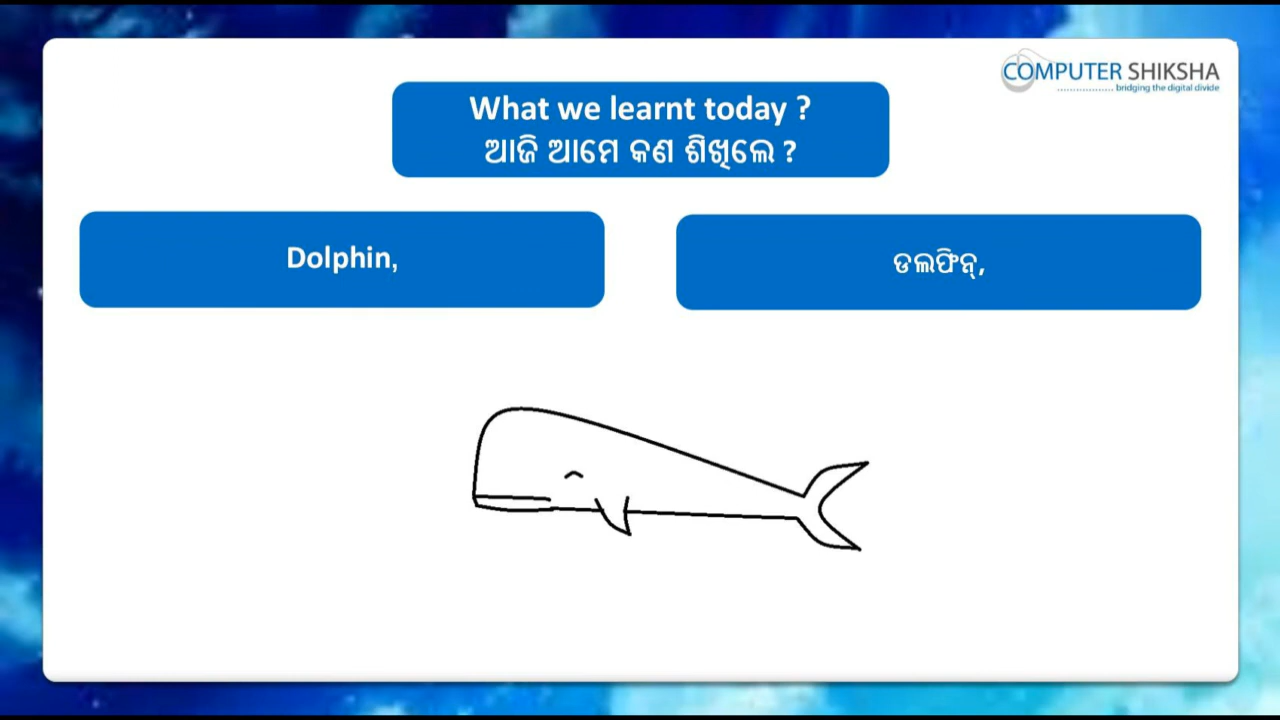 COMPUTER SHIKSHA
bridging the digital divide
What we learnt today ?
ଆଜି ଆମେ କଣ ଶିଖିଲେ ?
Dolphin,
ଡଲଫିନ୍,